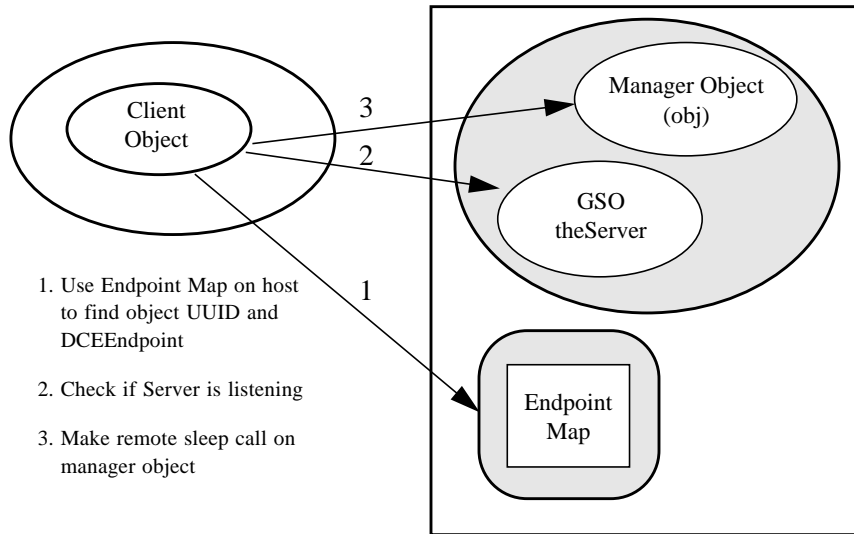 Client
Object
3
2
1
Manager Object
(obj)
GSO
theServer
Endpoint
Map
1. Use Endpoint Map on host
to find object UUID and
DCEEndpoint
2. Check if Server is listening
3. Make remote sleep call on
manager object